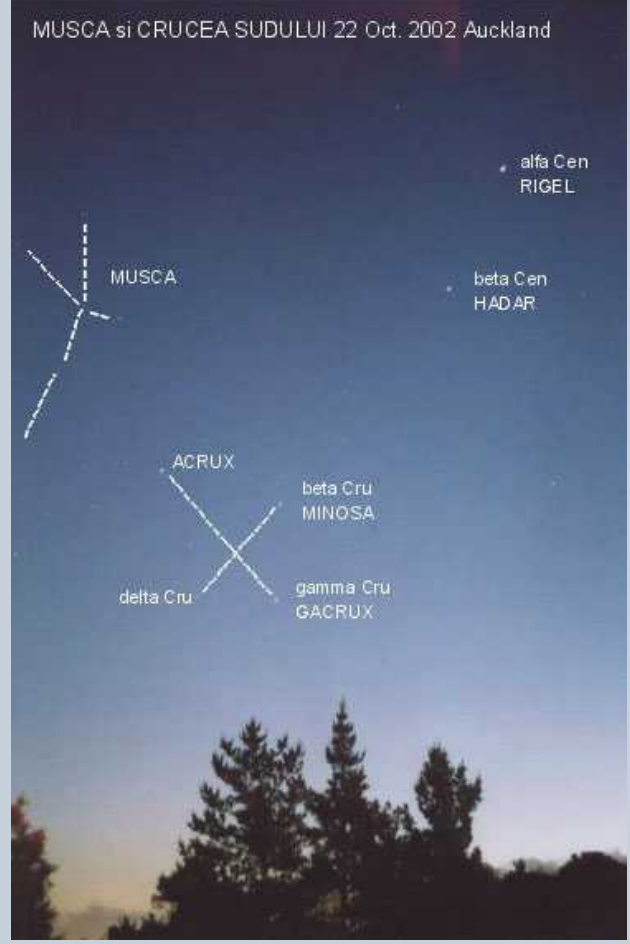 MUSCA si CRUCEA SUDULUI 22 Oct. 2002 Auckland
alfa Cen
RIGEL
MUSCA
beta Cen
HADAR
ACRUX
beta Cru
MINOSA
delta Cru
gamma Cru
GACRUX